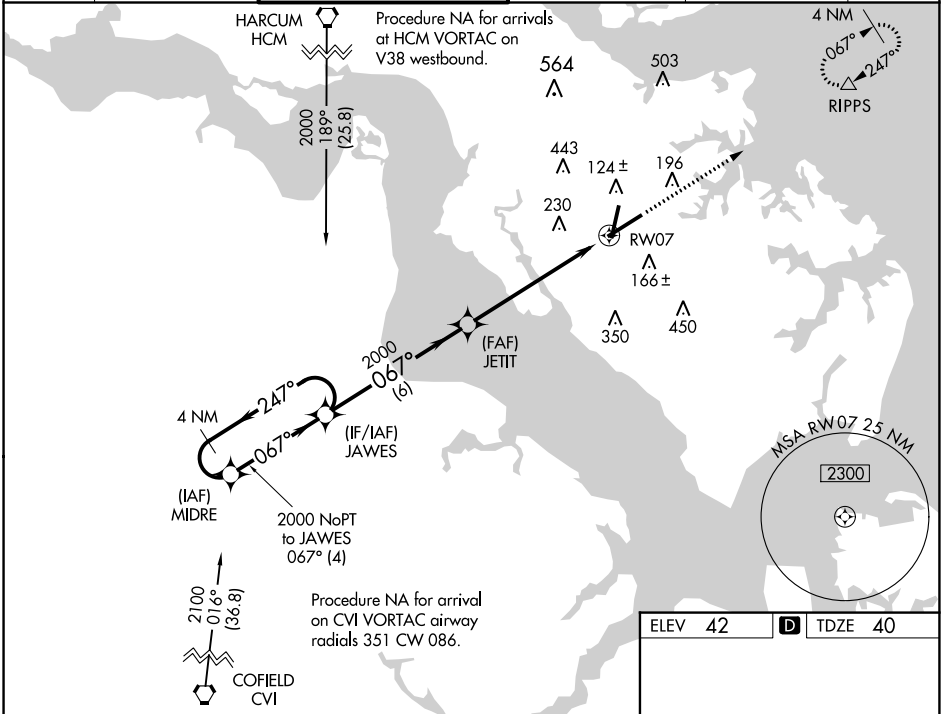 HARCUM
HCM
Procedure NA for arrivals
at HCM VORTAC on
V38 westbound.
4 NM
067°
247°
RIPPS
564
503
2000
189°
(25.8)
443
124 ±
196
230
RW07
166 ±
350
450
(FAF)
JETIT
2000
067°
(6)
4 NM
247°
067°
(IF/IAF)
JAWES
(IAF)
MIDRE
2000 NoPT
to JAWES
067° (4)
MSA RW07 25 NM
2300
2100
016°
(36.8)
Procedure NA for arrival
on CVI VORTAC airway
radials 351 CW 086.
COFIELD
CVI
ELEV 42 D TDZE 40